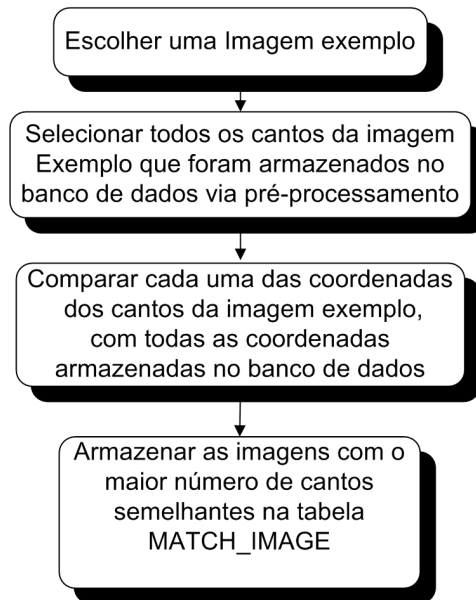 Escolher uma Imagem exemplo
Selecionar todos os cantos da imagem
Exemplo que foram armazenados no
banco de dados via pré-processamento
Comparar cada uma das coordenadas
dos cantos da imagem exemplo,
com todas as coordenadas
armazenadas no banco de dados
Armazenar as imagens com o
maior número de cantos
semelhantes na tabela
MATCH_IMAGE